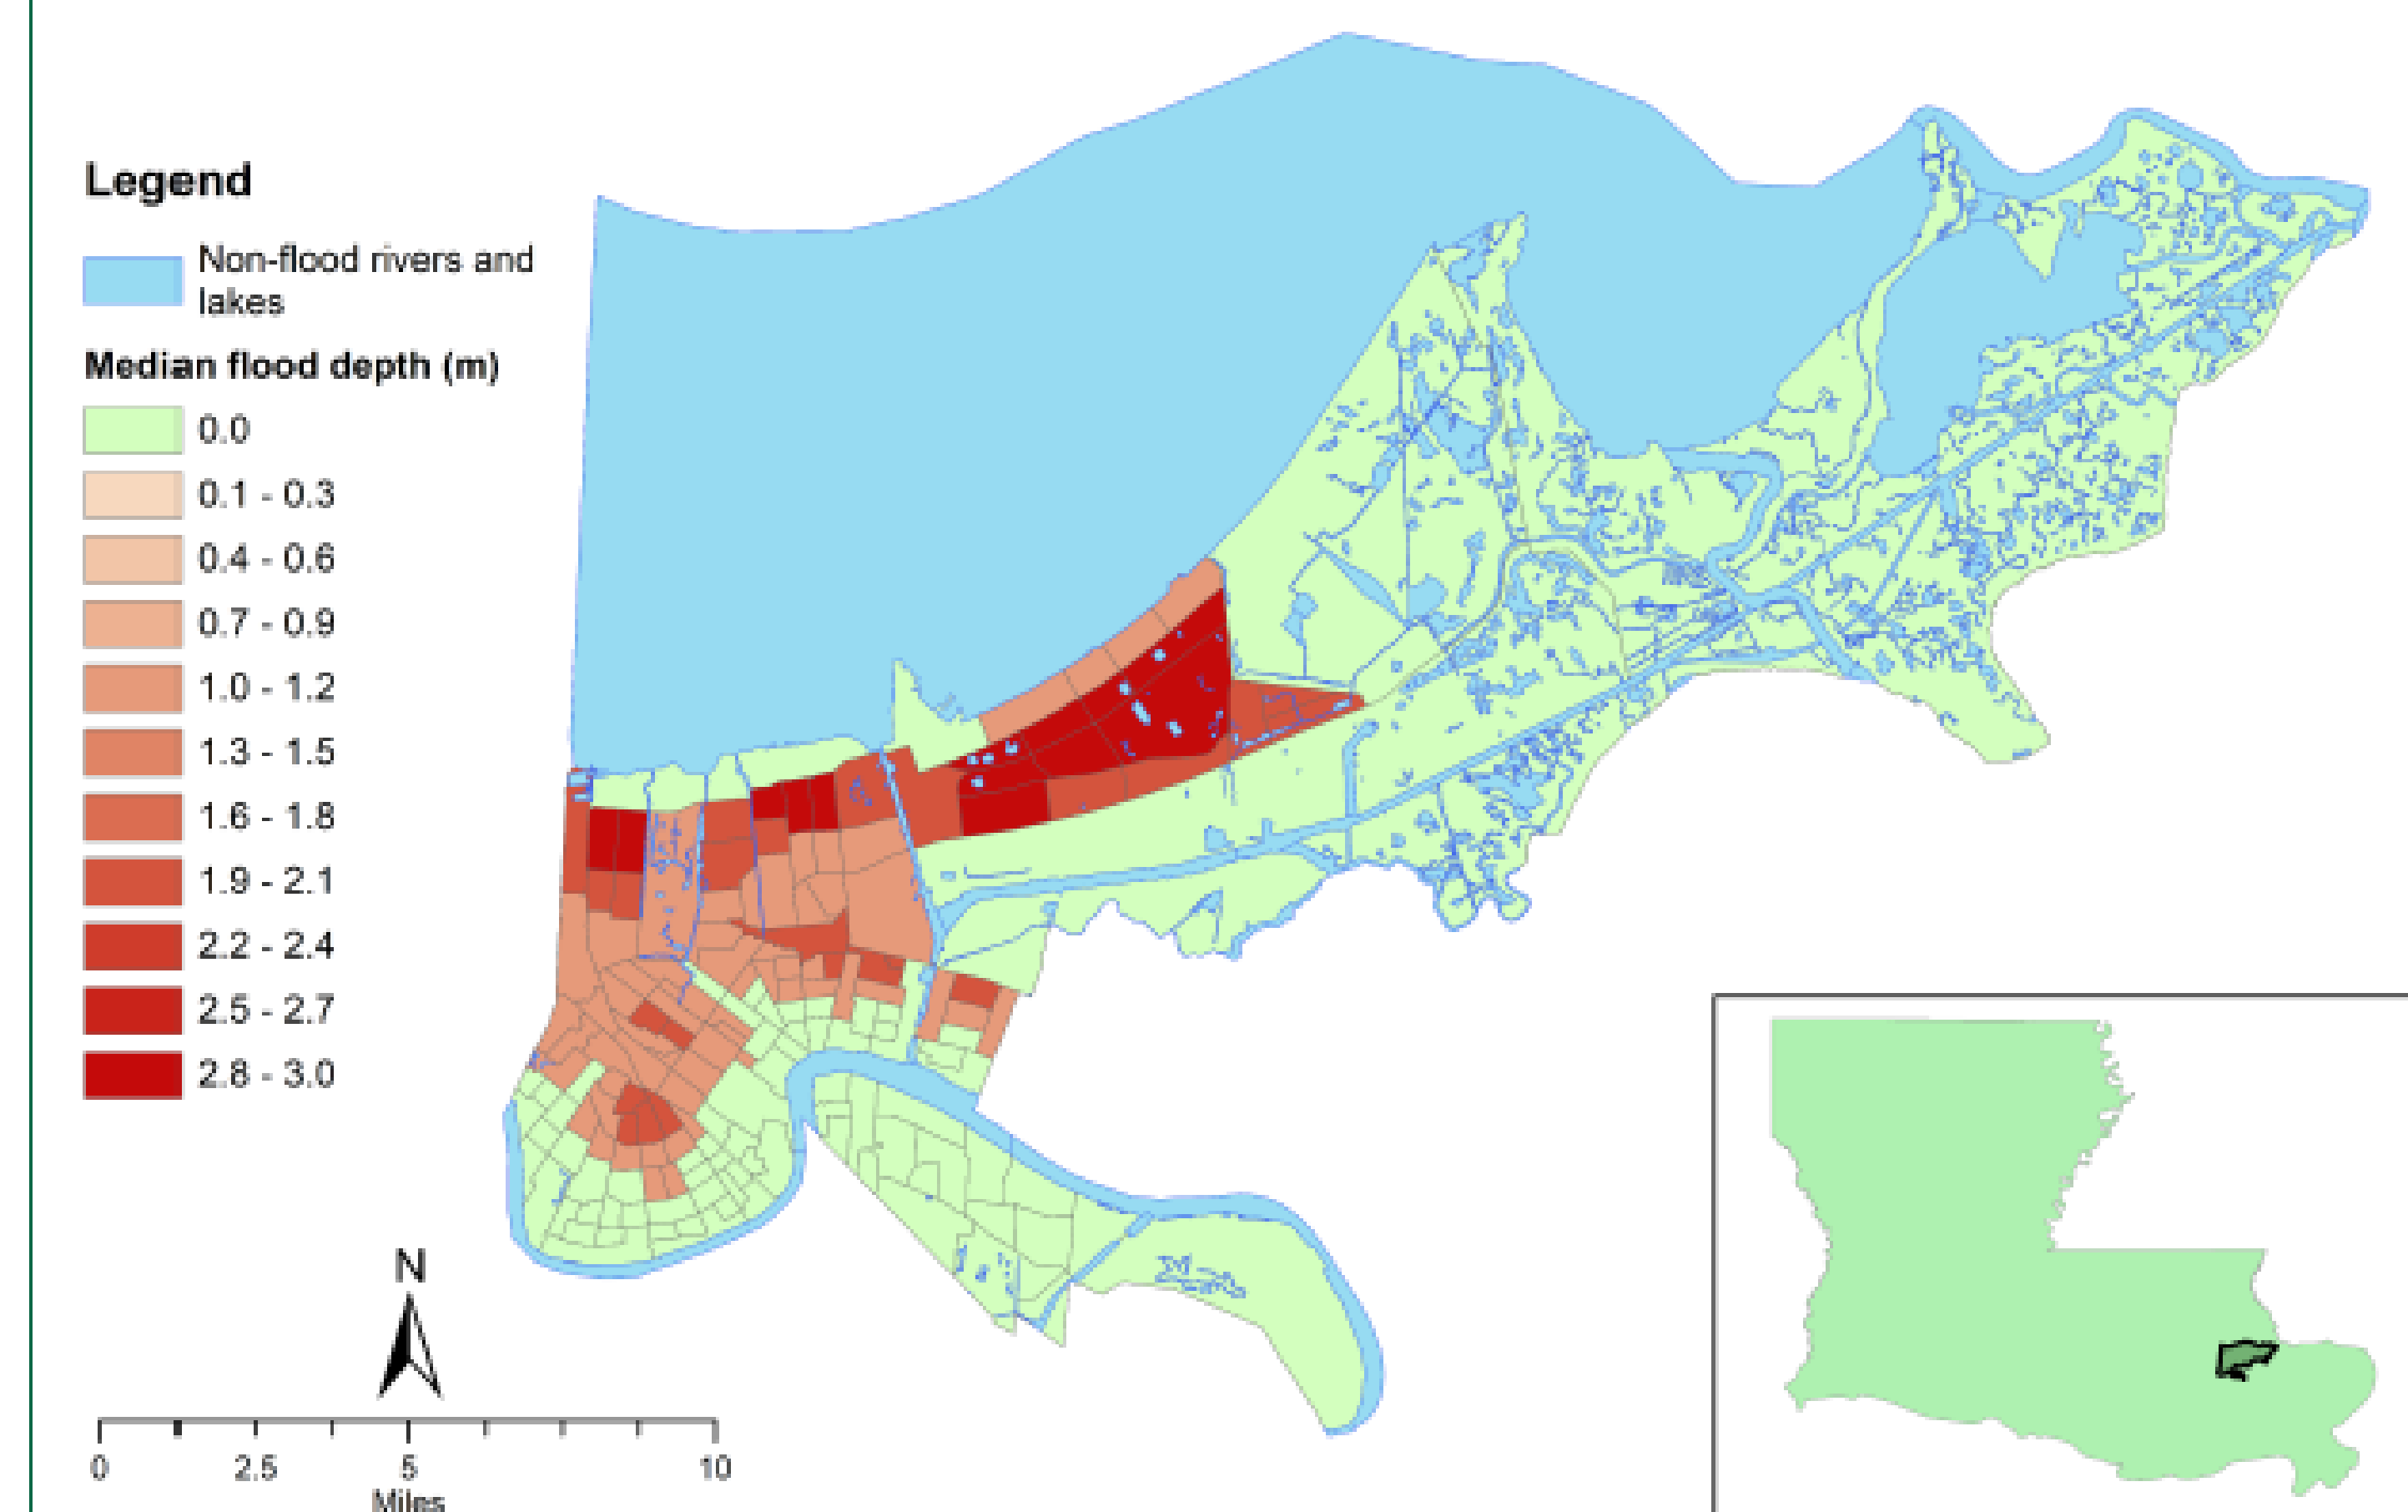 Legend
Non-flood rivers and
lakes
Median flood depth (m)
0.0
0.1 - 0.3
0.4 - 0.6
0.7 - 0.9
1.0 - 1.2
1.3 - 1.5
1.6 - 1.8
1.9 - 2.1
2.2 - 2.4
2.5 - 2.7
2.8 - 3.0
N
0 2.5 5 10
Miles